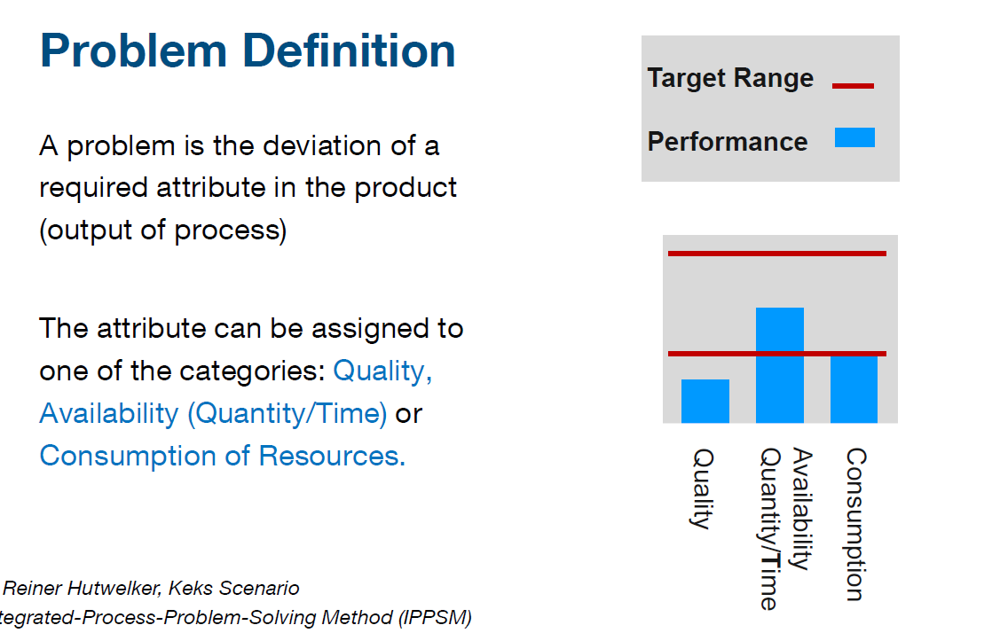 Problem Definition
A problem is the deviation of a
required attribute in the product
(output of process)
The attribute can be assigned to
one of the categories: Quality,
Availability (Quantity/Time) or
Consumption of Resources.
Reiner Hutwelker, Keks Scenario
tegrated-Process-Problem-Solving Method (IPPSM)
Target Range
Performance
Quality
Availability
Quantity/Time
Consumption